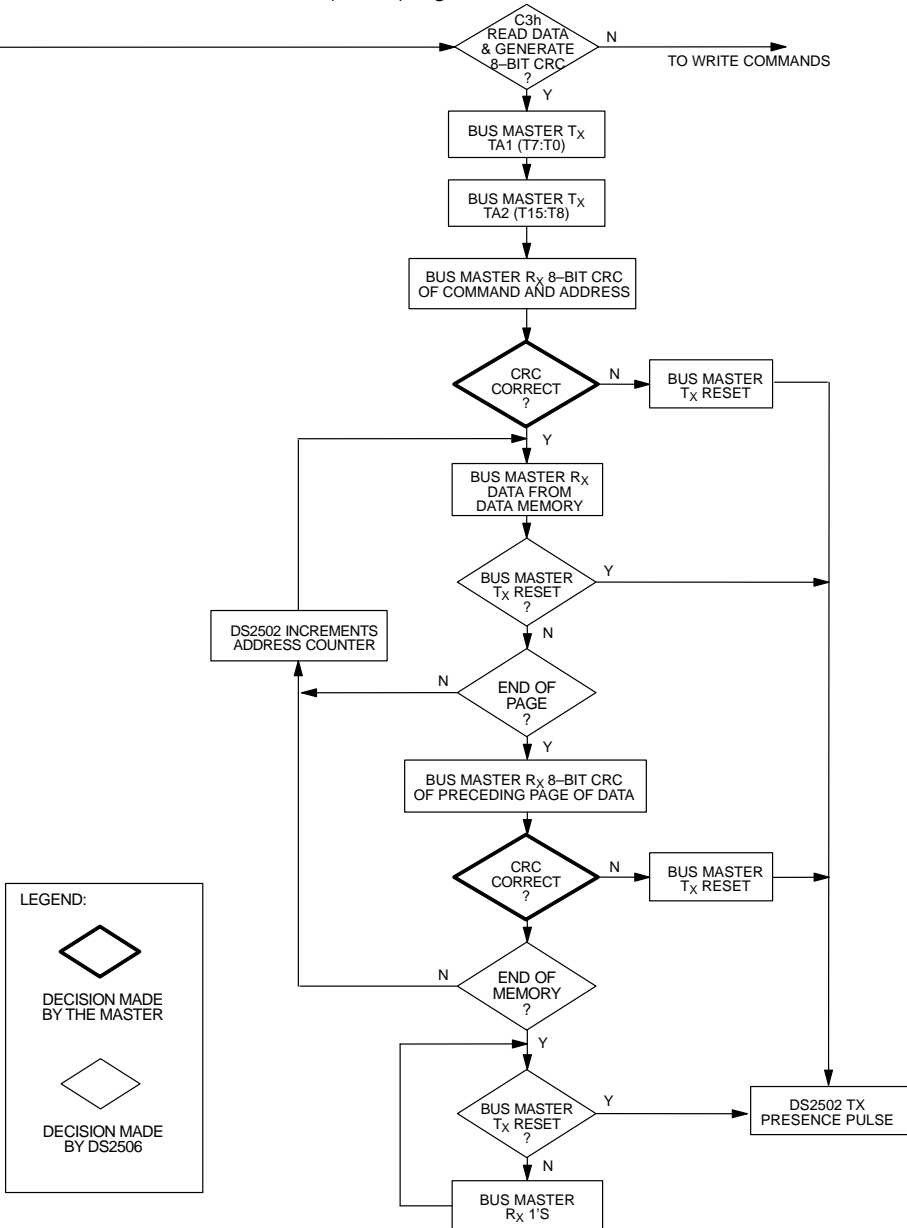 C3h
READ DATA
& GENERATE
8–BIT CRC
?
N
TO WRITE COMMANDS
Y
BUS MASTER TX
TA1 (T7:T0)
BUS MASTER TX
TA2 (T15:T8)
BUS MASTER RX 8–BIT CRC
OF COMMAND AND ADDRESS
CRC
CORRECT
?
N
BUS MASTER
TX RESET
Y
BUS MASTER RX
DATA FROM
DATA MEMORY
BUS MASTER
TX RESET
?
Y
N
DS2502 INCREMENTS
ADDRESS COUNTER
END OF
PAGE
?
N
Y
BUS MASTER RX 8–BIT CRC
OF PRECEDING PAGE OF DATA
CRC
CORRECT
?
N
BUS MASTER
TX RESET
END OF
MEMORY
?
N
Y
BUS MASTER
TX RESET
?
Y
DS2502 TX
PRESENCE PULSE
N
BUS MASTER
RX 1'S
LEGEND:
DECISION MADE
BY THE MASTER
DECISION MADE
BY DS2506